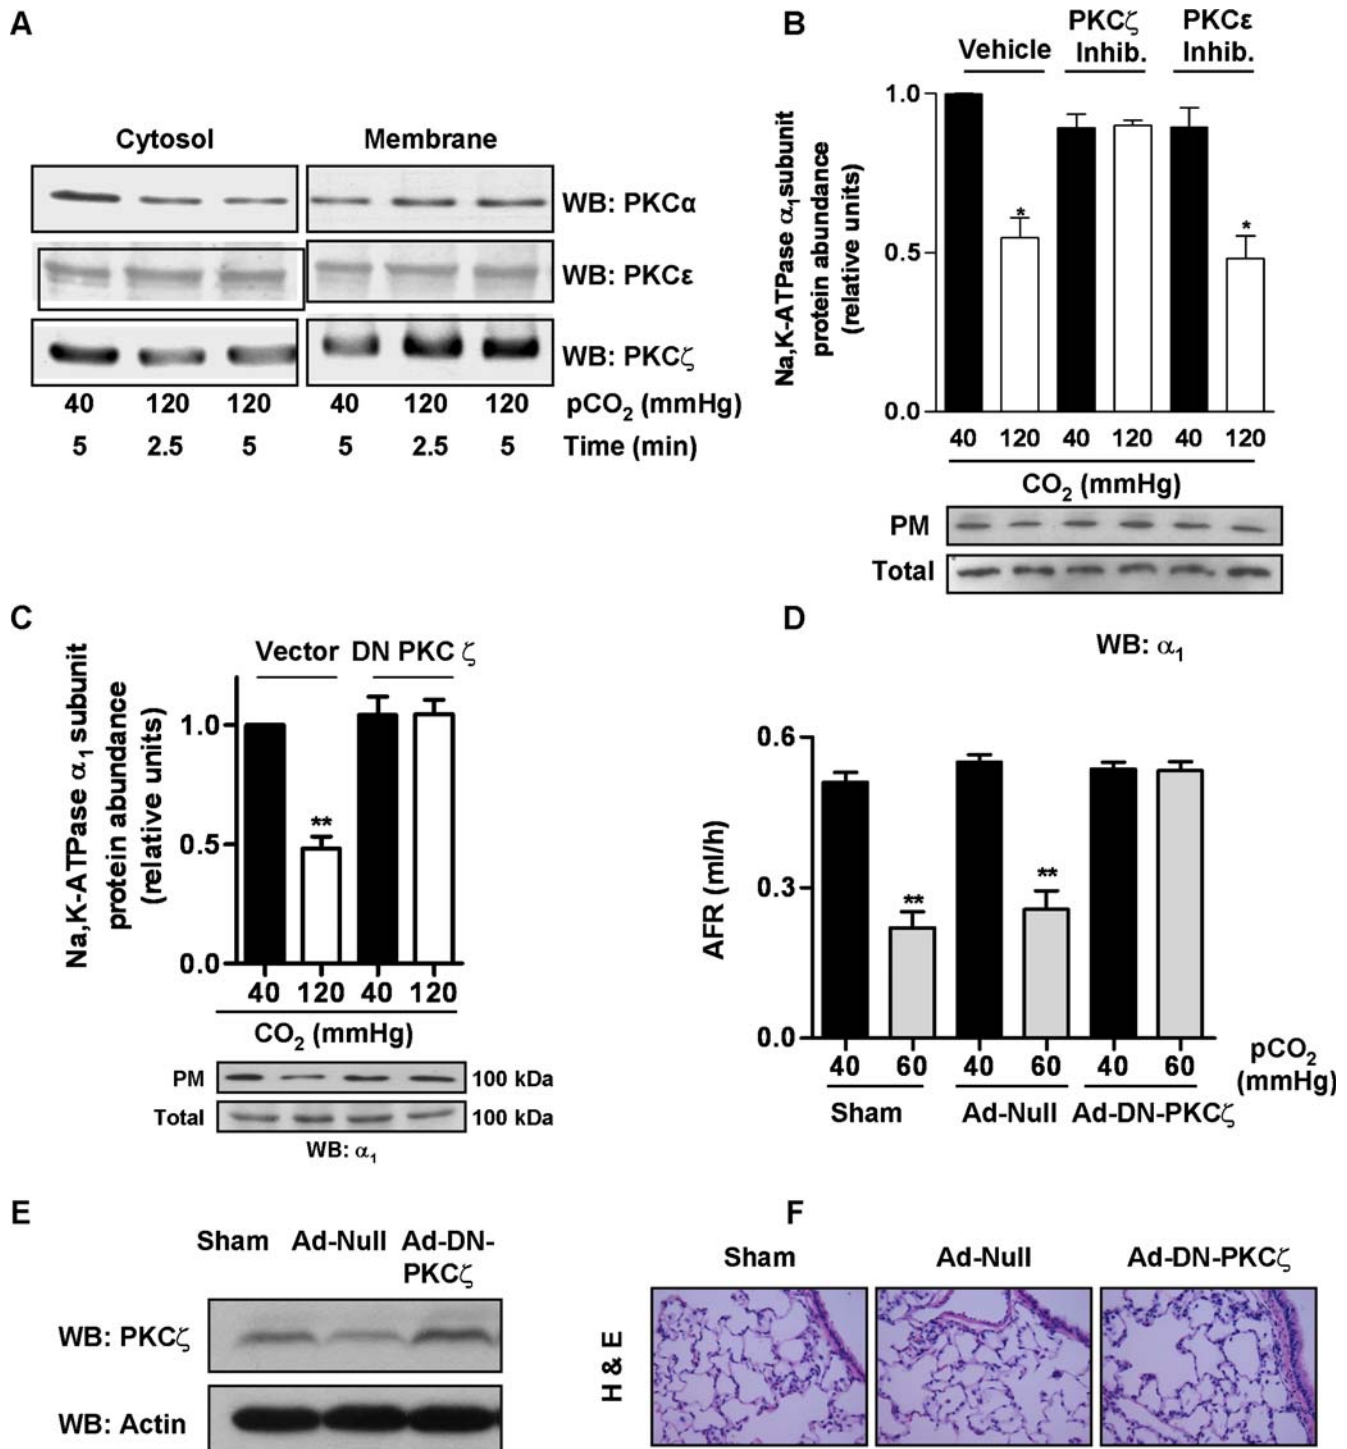 A
Cytosol
Membrane
WB: PKCα
WB: PKCε
WB: PKCζ
40 120 120 40 120 120 pCO2 (mmHg)
5 2.5 5 5 2.5 5 Time (min)
B
Vehicle
PKCζ
Inhib.
PKCε
Inhib.
Na,K-ATPase α1subunit
protein abundance
(relative units)
1.0
*
*
0.5
0.0
40 120 40 120 40 120
CO2 (mmHg)
PM
Total
WB: α1
C
Vector DN PKC ζ
Na,K-ATPase α1 subunit
protein abundance
(relative units)
1.0
**
0.5
0.0
40 120 40 120
CO2 (mmHg)
PM 100 kDa
Total 100 kDa
WB: α1
D
AFR (ml/h)
0.6
**
**
0.3
0.0
40 60 40 60 40 60 pCO2
(mmHg)
Sham Ad-Null Ad-DN-PKCζ
E
Sham Ad-Null Ad-DN-
PKCζ
WB: PKCζ
WB: Actin
F
Sham Ad-Null Ad-DN-PKCζ
H & E